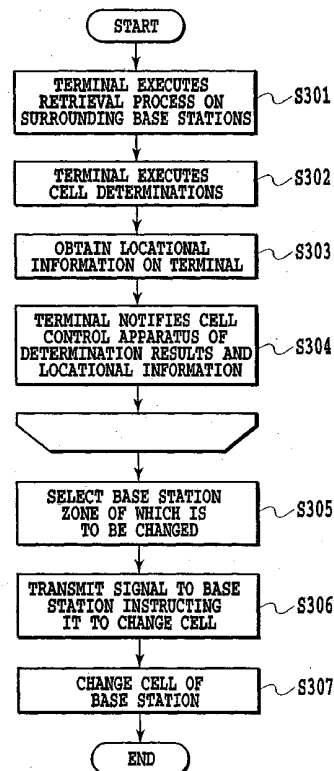 START
TERMINAL EXECUTES
RETRIEVAL PROCESS ON
SURROUNDING BASE STATIONS
S301
TERMINAL EXECUTES
CELL DETERMINATIONS
S302
OBTAIN LOCATIONAL
INFORMATION ON TERMINAL
S303
TERMINAL NOTIFIES CELL
CONTROL APPARATUS OF
DETERMINATION RESULTS AND
LOCATIONAL INFORMATION
S304
SELECT BASE STATION
ZONE OF WHICH IS
TO BE CHANGED
S305
TRANSMIT SIGNAL TO BASE
STATION INSTRUCTING
IT TO CHANGE CELL
S306
CHANGE CELL OF
BASE STATION
S307
END